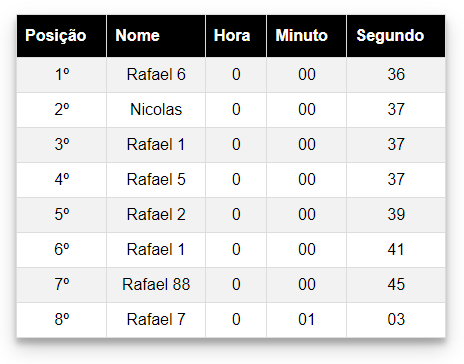 Posição Nome Hora Minuto Segundo
1º Rafael 6 0 00 36
2º Nicolas 0 00 37
3º Rafael 1 0 00 37
4º Rafael 5 0 00 37
5º Rafael 2 0 00 39
6º Rafael 1 0 00 41
7º Rafael 88 0 00 45
8º Rafael 7 0 01 03